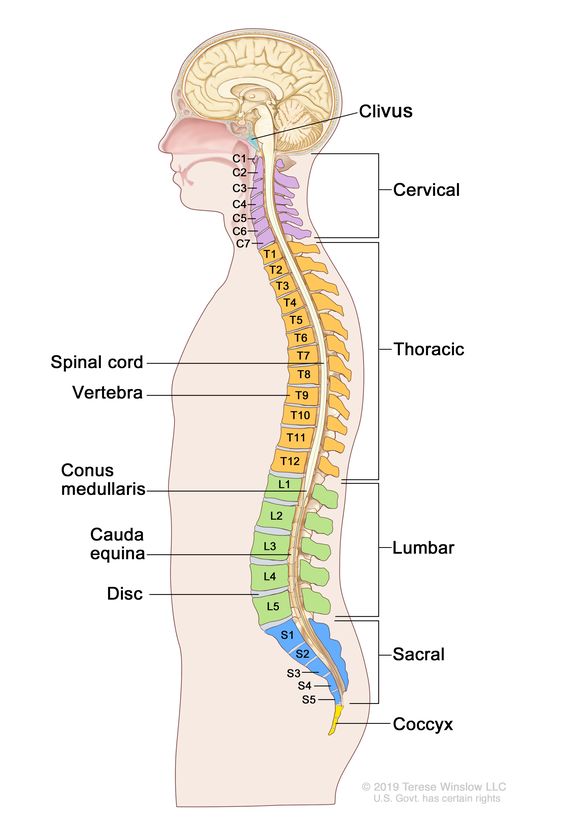 Clivus
C1
C2
Cervical
C3
C4
C5
C6
C7
T1
T2
T3
T4
T5
T6
Thoracic
T7
Spinal cord
T8
Vertebra
T9
T10
T11
T12
Conus
medullaris
L1
L2
Cauda
equina
L3
Lumbar
L4
Disc
L5
S1
S2
Sacral
S3
S4
S5
Coccyx
© 2019 Terese Winslow LLC
U.S. Govt. has certain rights